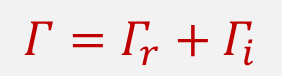 Γ = Γr + Γi